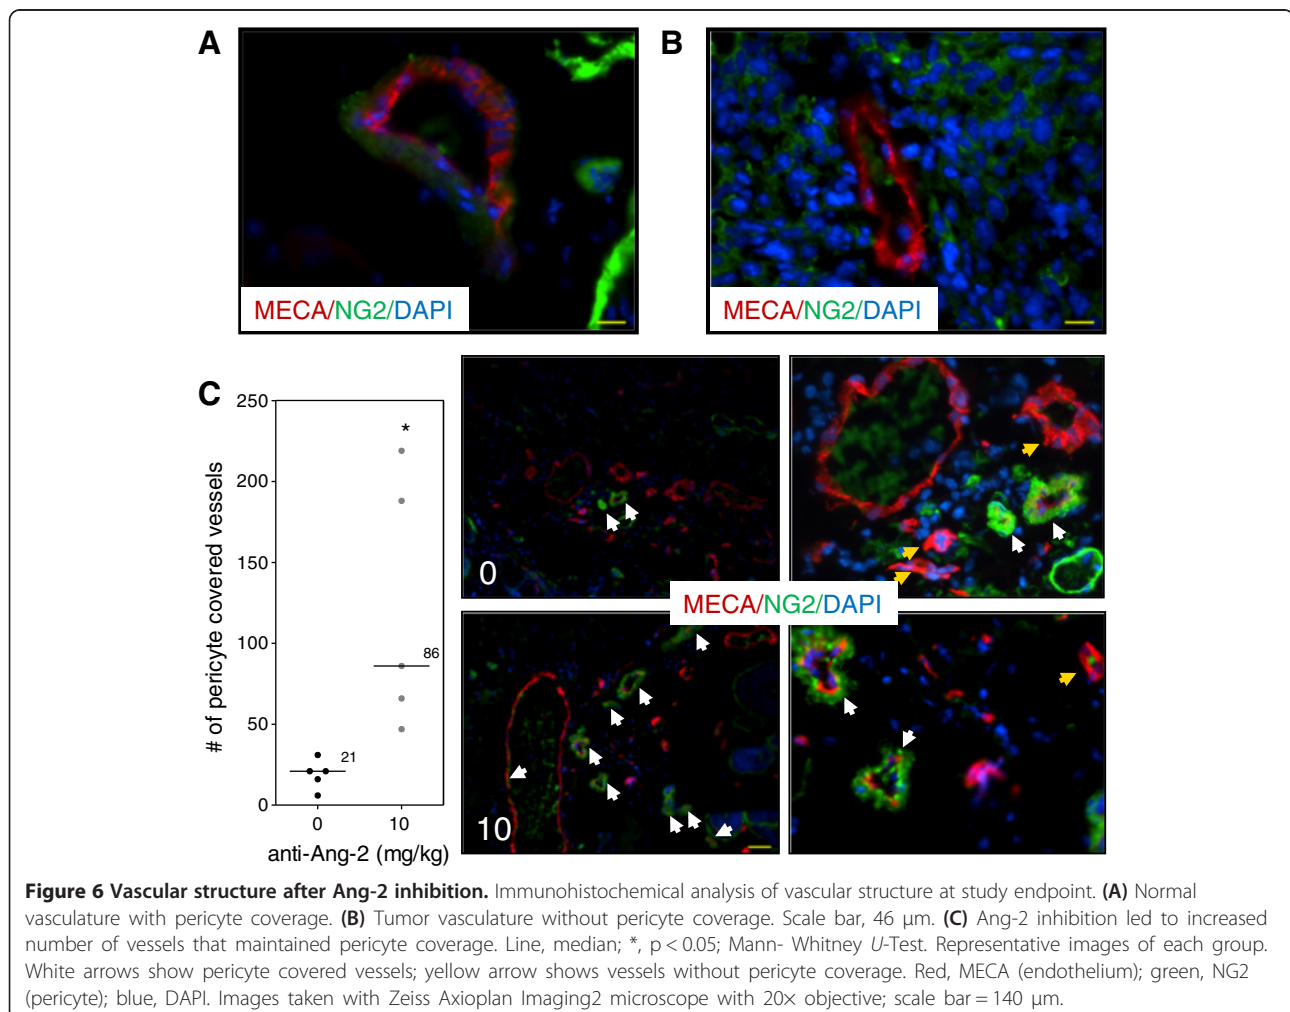 A
B
MECA/NG2/DAPI
MECA/NG2/DAPI
C
# of pericyte covered vessels
250
200
150
100
50
0
*
86
21
0
10
anti-Ang-2 (mg/kg)
0
MECA/NG2/DAPI
10
Figure 6 Vascular structure after Ang-2 inhibition. Immunohistochemical analysis of vascular structure at study endpoint. (A) Normal
vasculature with pericyte coverage. (B) Tumor vasculature without pericyte coverage. Scale bar, 46 μm. (C) Ang-2 inhibition led to increased
number of vessels that maintained pericyte coverage. Line, median; *, p < 0.05; Mann- Whitney U-Test. Representative images of each group.
White arrows show pericyte covered vessels; yellow arrow shows vessels without pericyte coverage. Red, MECA (endothelium); green, NG2
(pericyte); blue, DAPI. Images taken with Zeiss Axioplan Imaging2 microscope with 20× objective; scale bar = 140 μm.